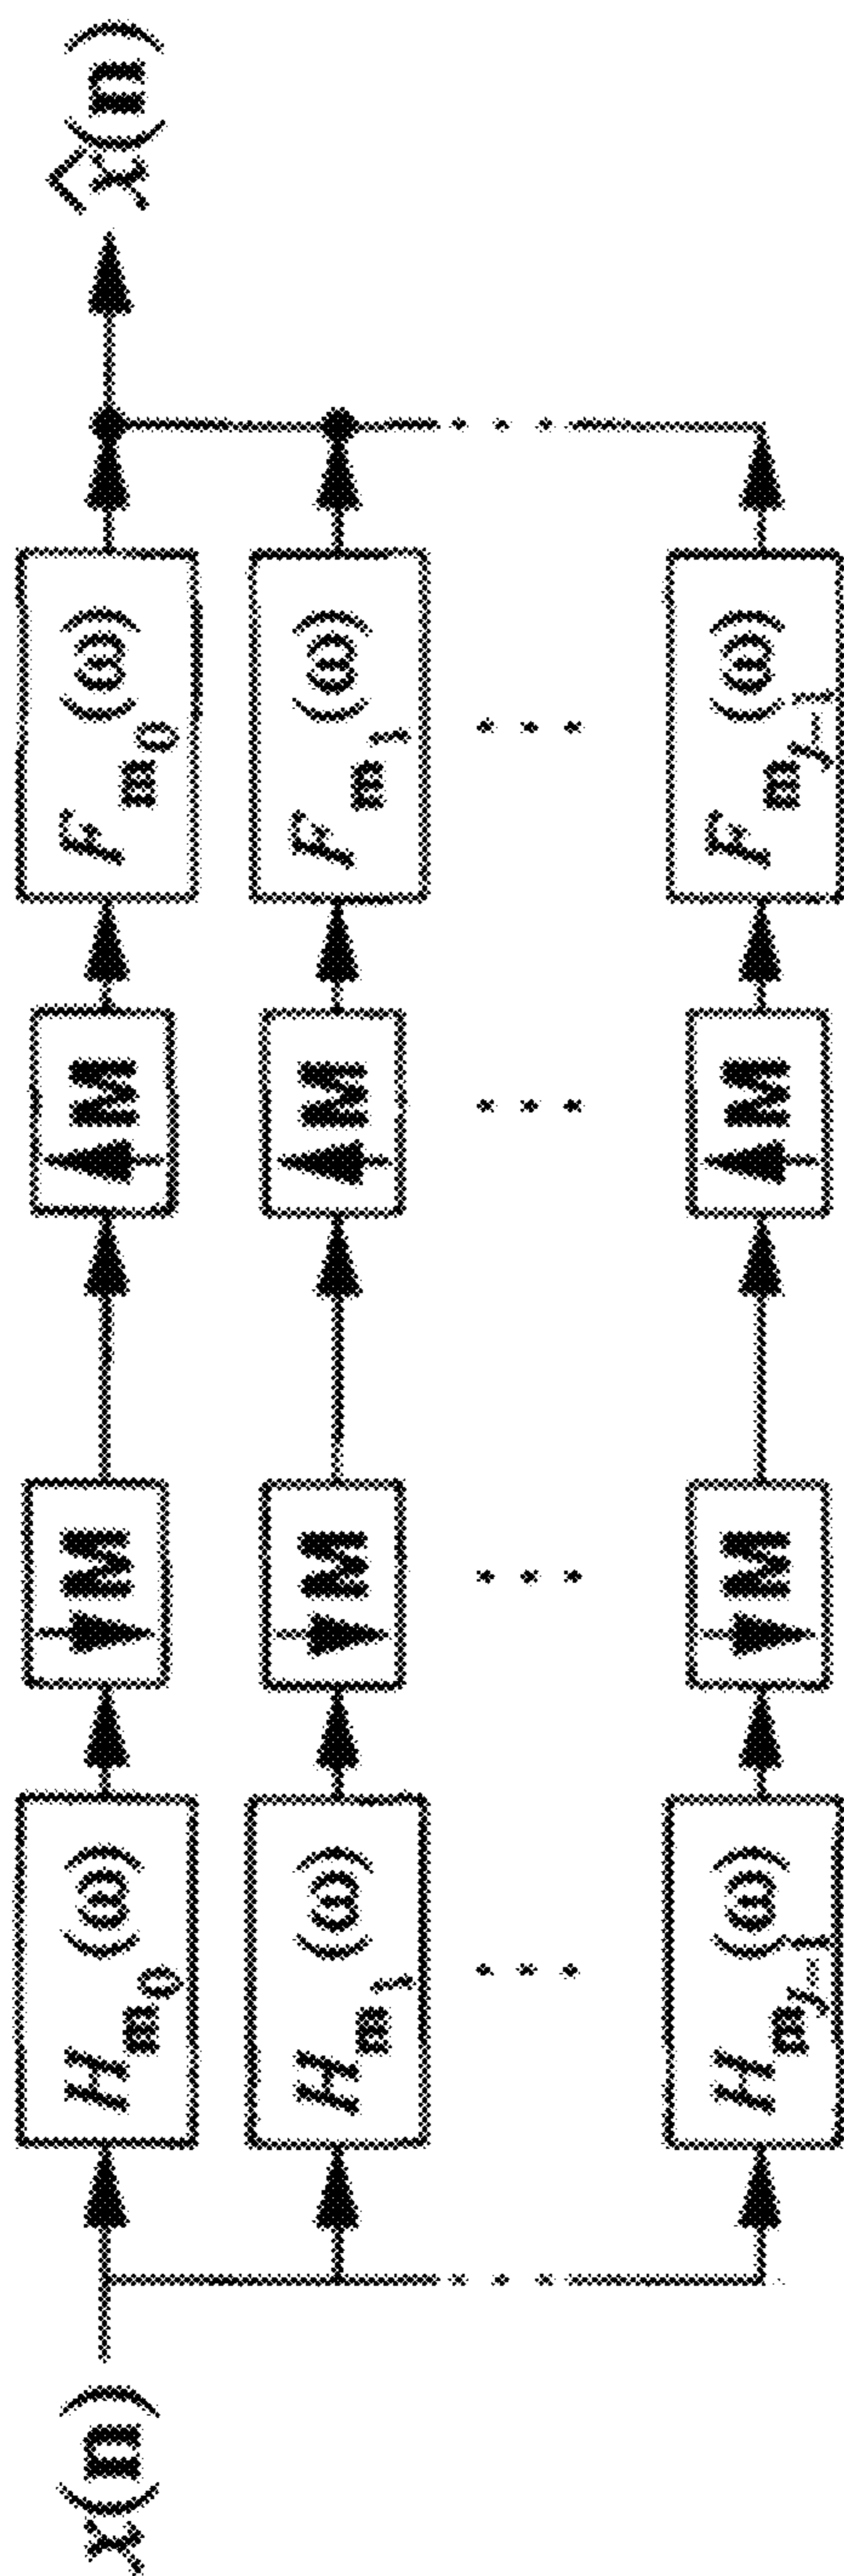 x(n) H_{m_0}(ω) ↓M ↑M F_{m_0}(ω) x̂(n)
H_{m_1}(ω) ↓M ↑M F_{m_1}(ω)
. . . . . . . . . . . .
H_{m_{J−1}}(ω) ↓M ↑M F_{m_{J−1}}(ω)